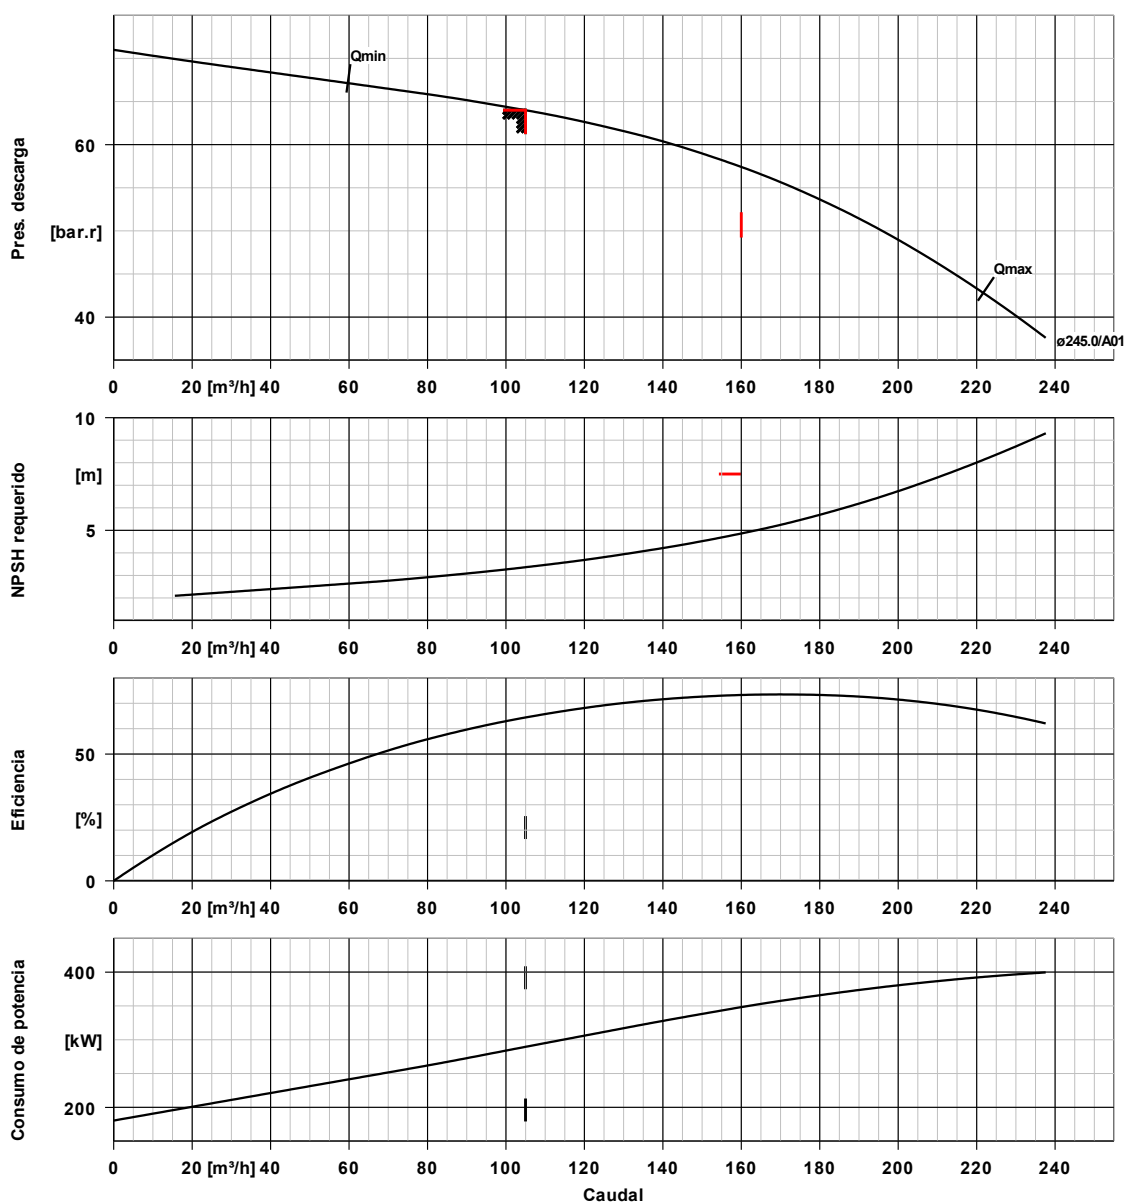 Qmin
60
Pres. descarga
[bar.r]
Qmax
40
ø245.0/A01
0 20 [m³/h] 40 60 80 100 120 140 160 180 200 220 240
10
[m]
NPSH requerido
5
0 20 [m³/h] 40 60 80 100 120 140 160 180 200 220 240
50
Eficiencia
[%]
0
0 20 [m³/h] 40 60 80 100 120 140 160 180 200 220 240
400
Consumo de potencia
[kW]
200
0 20 [m³/h] 40 60 80 100 120 140 160 180 200 220 240
Caudal